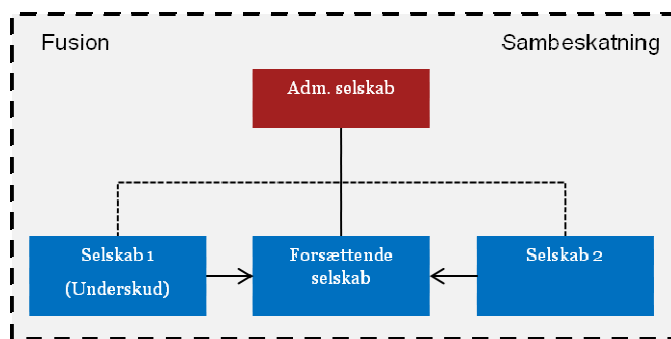 Fusion
Sambeskatning
Adm. selskab
Selskab 1
(Underskud)
Forsættende
selskab
Selskab 2